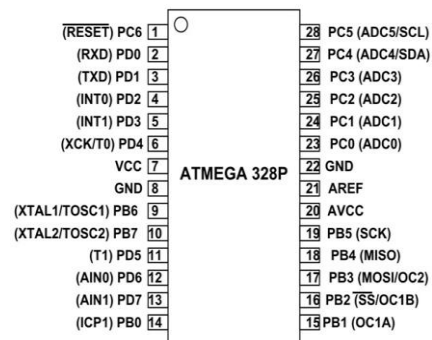 (RESET) PC6 1
(RXD) PD0 2
(TXD) PD1 3
(INT0) PD2 4
(INT1) PD3 5
(XCK/T0) PD4 6
VCC 7
GND 8
(XTAL1/TOSC1) PB6 9
(XTAL2/TOSC2) PB7 10
(T1) PD5 11
(AIN0) PD6 12
(AIN1) PD7 13
(ICP1) PB0 14
ATMEGA 328P
28 PC5 (ADC5/SCL)
27 PC4 (ADC4/SDA)
26 PC3 (ADC3)
25 PC2 (ADC2)
24 PC1 (ADC1)
23 PC0 (ADC0)
22 GND
21 AREF
20 AVCC
19 PB5 (SCK)
18 PB4 (MISO)
17 PB3 (MOSI/OC2)
16 PB2 (SS/OC1B)
15 PB1 (OC1A)